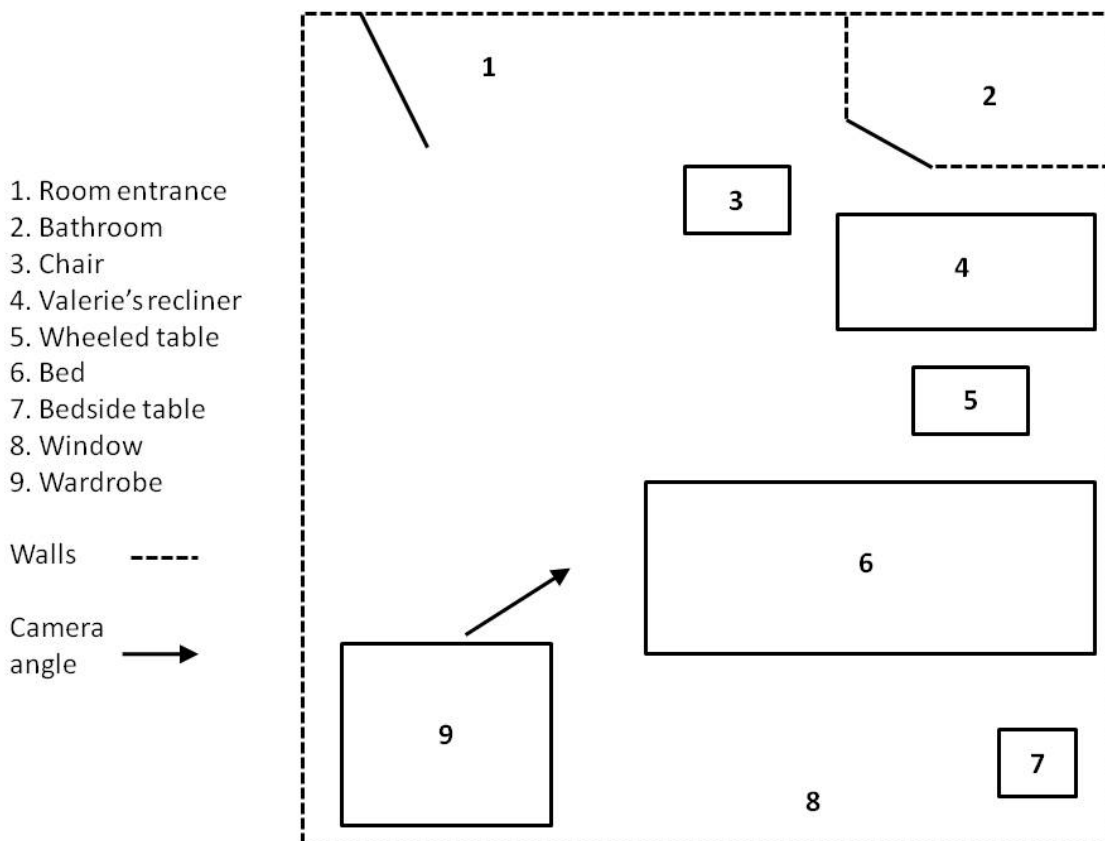 1. Room entrance
2. Bathroom
3. Chair
4. Valerie’s recliner
5. Wheeled table
6. Bed
7. Bedside table
8. Window
9. Wardrobe
Walls
Camera
angle
1
2
3
4
5
6
7
8
9